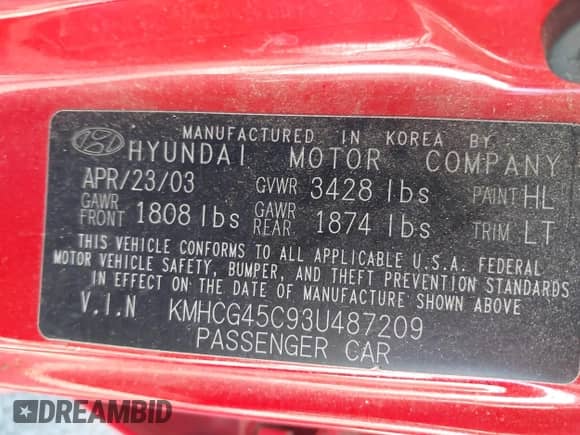 MANUFACTURED IN KOREA BY
HYUNDAI MOTOR COMPANY
APR/23/03 GVWR 3428 lbs PAINT HL
GAWR FRONT 1808 lbs GAWR REAR 1874 lbs TRIM LT
THIS VEHICLE CONFORMS TO ALL APPLICABLE U.S.A. FEDERAL
MOTOR VEHICLE SAFETY, BUMPER, AND THEFT PREVENTION STANDARDS
IN EFFECT ON THE DATE OF MANUFACTURE SHOWN ABOVE
V.I.N KMHCG45C93U487209
PASSENGER CAR
DREAMBID